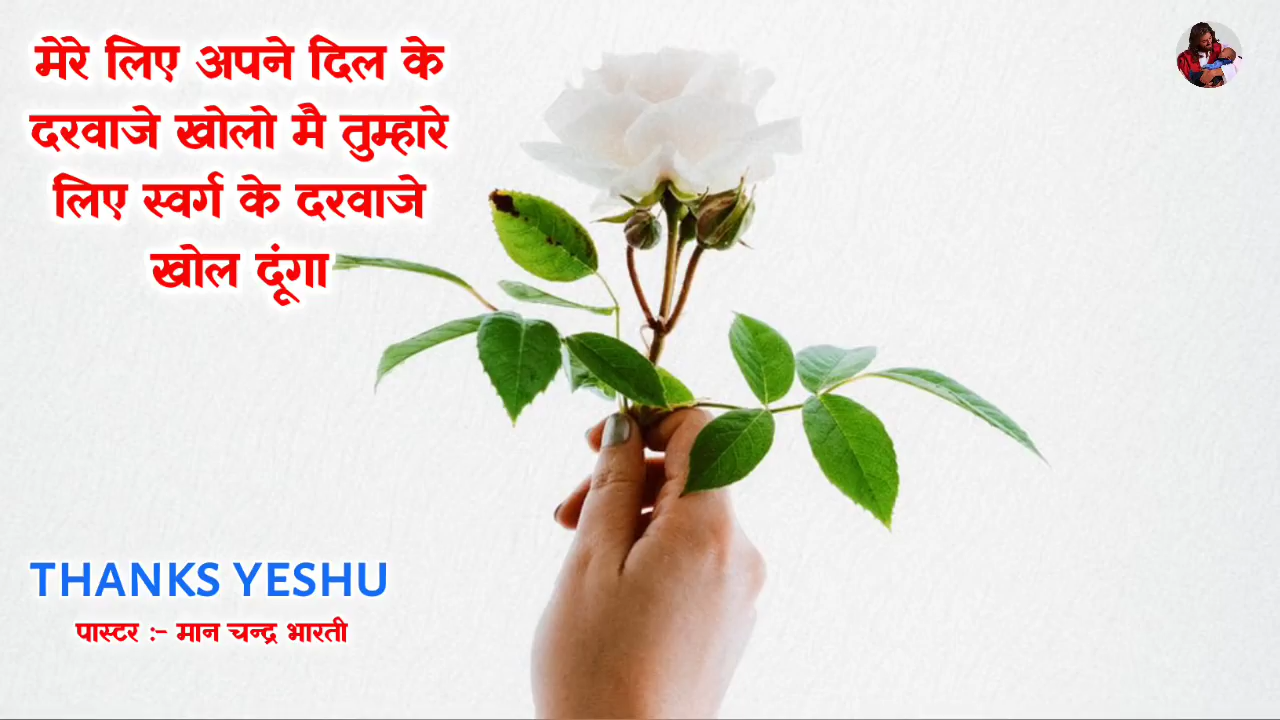 मेरे लिए अपने दिल के
दरवाजे खोलो मै तुम्हारे
लिए स्वर्ग के दरवाजे
खोल दूंगा
THANKS YESHU
पास्टर :- मान चन्द्र भारती